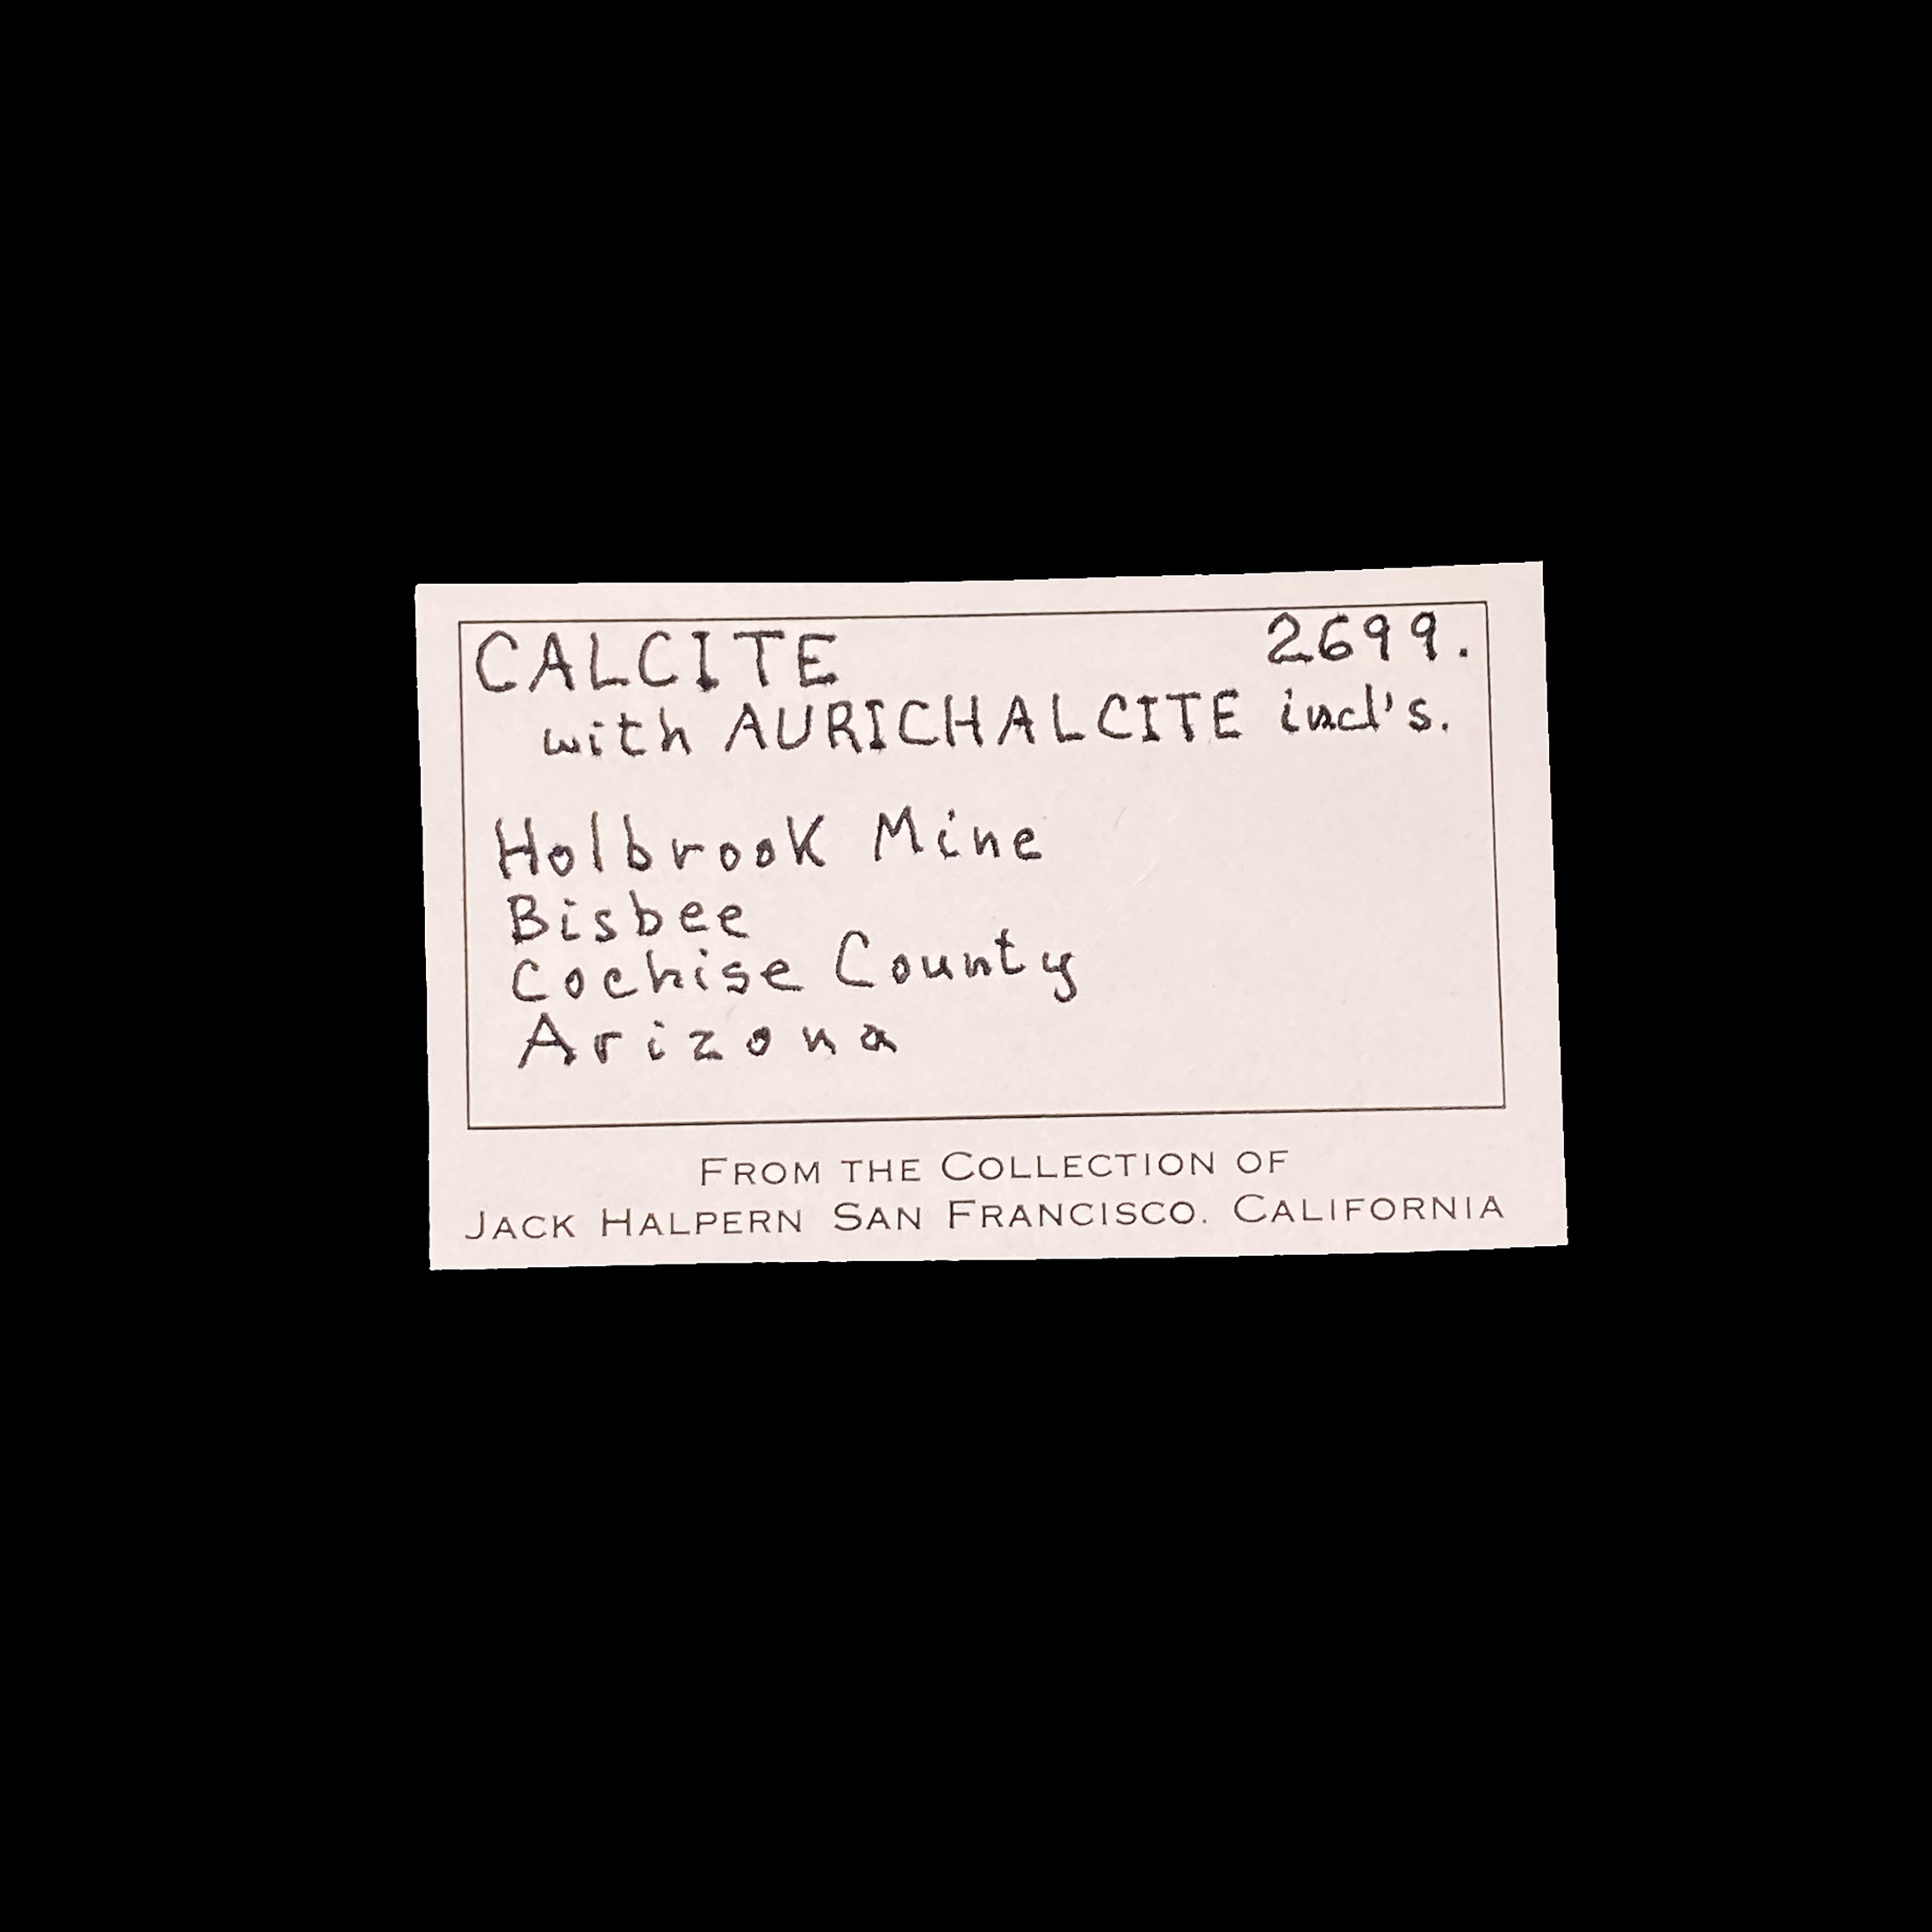 CALCITE 2699.
with AURICHALCITE incl's.
Holbrook Mine
Bisbee
Cochise County
Arizona
FROM THE COLLECTION OF
JACK HALPERN SAN FRANCISCO. CALIFORNIA